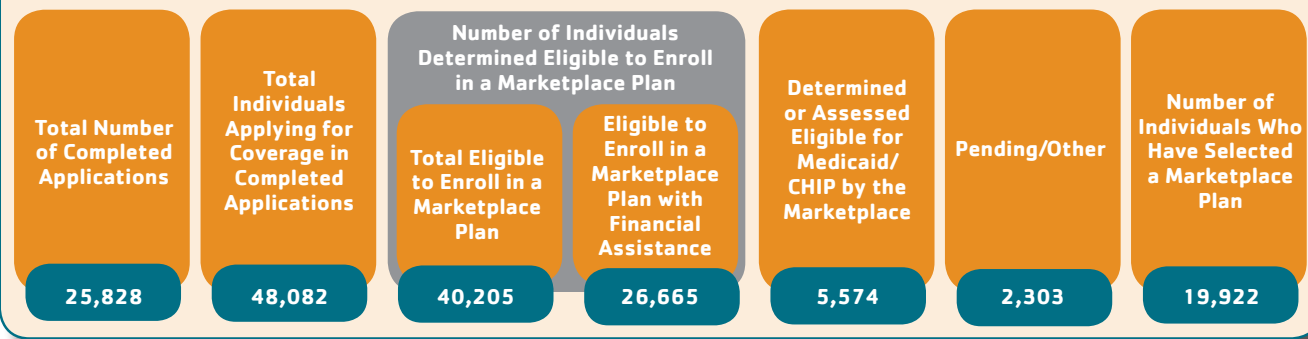 Total Number
of Completed
Applications
25,828
Total
Individuals
Applying for
Coverage in
Completed
Applications
48,082
Number of Individuals
Determined Eligible to Enroll
in a Marketplace Plan
Total Eligible
to Enroll in a
Marketplace
Plan
40,205
Eligible to
Enroll in a
Marketplace
Plan with
Financial
Assistance
26,665
Determined
or Assessed
Eligible for
Medicaid/
CHIP by the
Marketplace
5,574
Pending/Other
2,303
Number of
Individuals Who
Have Selected
a Marketplace
Plan
19,922